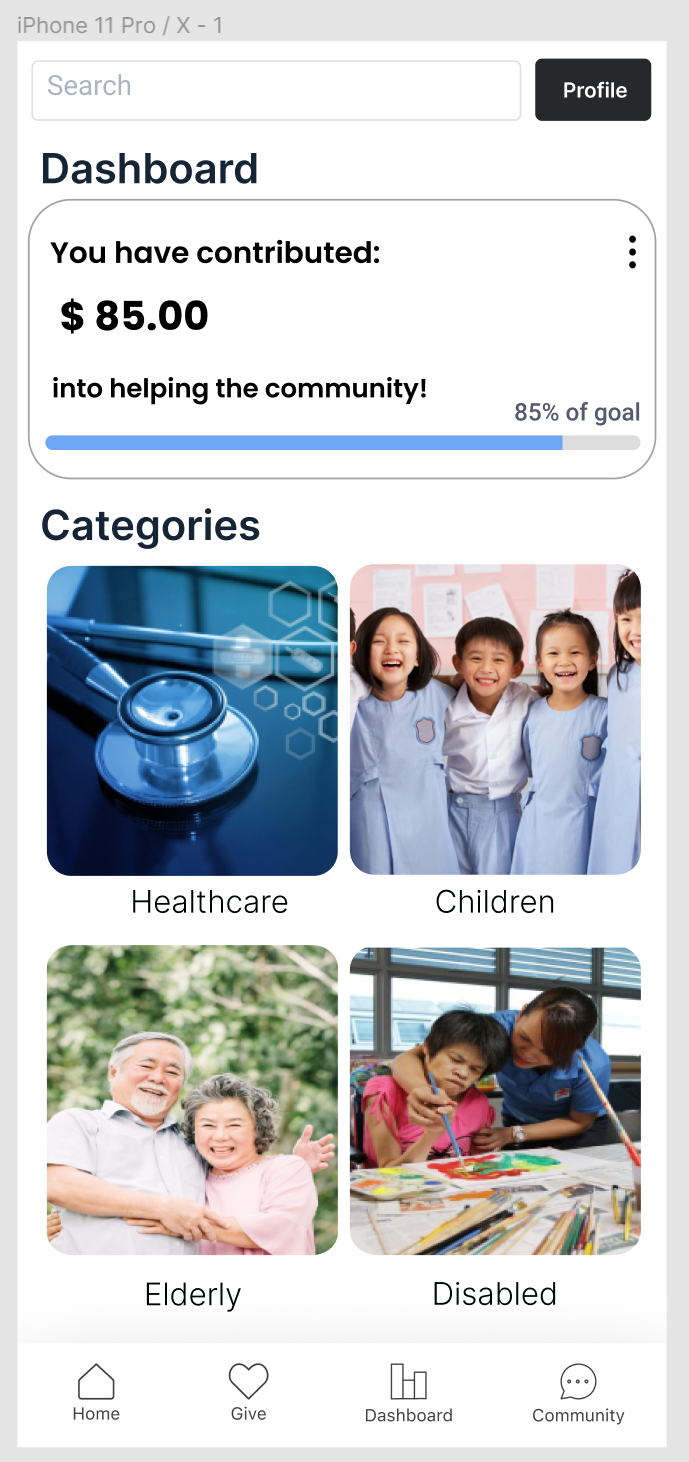 iPhone 11 Pro / X - 1
Search
Profile
Dashboard
You have contributed:
$ 85.00
into helping the community!
85% of goal
Categories
Healthcare
Children
Elderly
Disabled
Home
Give
Dashboard
Community